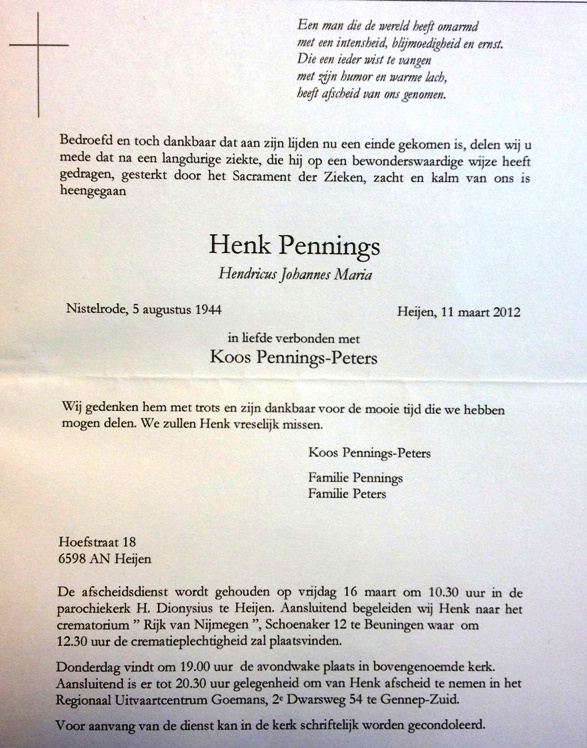 Een man die de wereld heeft omarmd
met een intensheid, blijmoedigheid en ernst.
Die een ieder wist te vangen
met zijn humor en warme lach,
heeft afscheid van ons genomen.
Bedroefd en toch dankbaar dat aan zijn lijden nu een einde gekomen is, delen wij u
mede dat na een langdurige ziekte, die hij op een bewonderswaardige wijze heeft
gedragen, gesterkt door het Sacrament der Zieken, zacht en kalm van ons is
heengegaan
Henk Pennings
Hendricus Johannes Maria
Nistelrode, 5 augustus 1944 Heijen, 11 maart 2012
in liefde verbonden met
Koos Pennings-Peters
Wij gedenken hem met trots en zijn dankbaar voor de mooie tijd die we hebben
mogen delen. We zullen Henk vreselijk missen.
Koos Pennings-Peters
Familie Pennings
Familie Peters
Hoefstraat 18
6598 AN Heijen
De afscheidsdienst wordt gehouden op vrijdag 16 maart om 10.30 uur in de
parochiekerk H. Dionysius te Heijen. Aansluitend begeleiden wij Henk naar het
crematorium ” Rijk van Nijmegen ”, Schoenaker 12 te Beuningen waar om
12.30 uur de crematieplechtigheid zal plaatsvinden.
Donderdag vindt om 19.00 uur de avondwake plaats in bovengenoemde kerk.
Aansluitend is er tot 20.30 uur gelegenheid om van Henk afscheid te nemen in het
Regionaal Uitvaartcentrum Goemans, 2e Dwarsweg 54 te Gennep-Zuid.
Voor aanvang van de dienst kan in de kerk schriftelijk worden gecondoleerd.